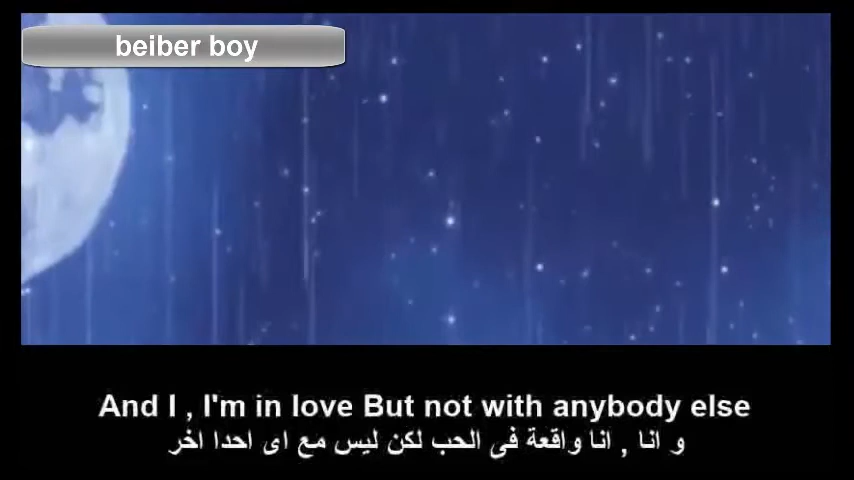 beiber boy
And I , I'm in love But not with anybody else
و انا , انا واقعة فى الحب لكن ليس مع اى احدا اخر